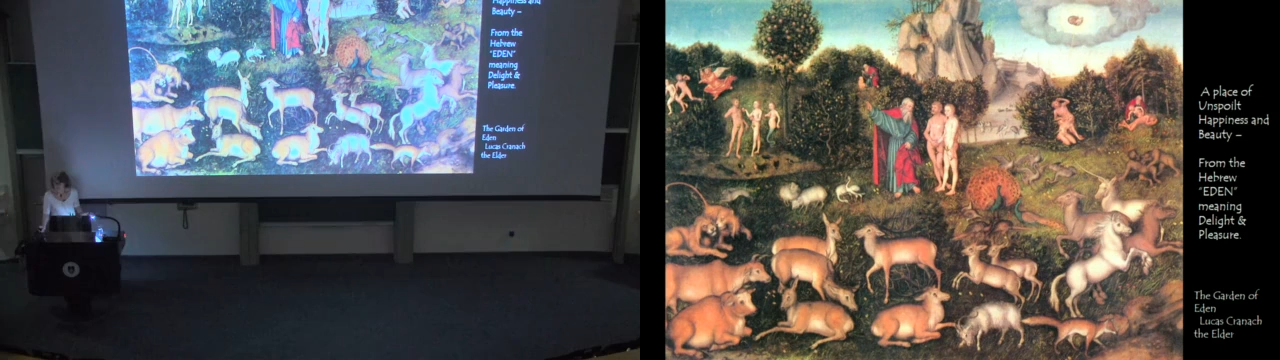 Happiness and
Beauty –
From the
Hebrew
"EDEN"
meaning
Delight &
Pleasure.
The Garden of
Eden
Lucas Cranach
the Elder
A place of
Unspoilt
Happiness and
Beauty –
From the
Hebrew
"EDEN"
meaning
Delight &
Pleasure.
The Garden of
Eden
Lucas Cranach
the Elder